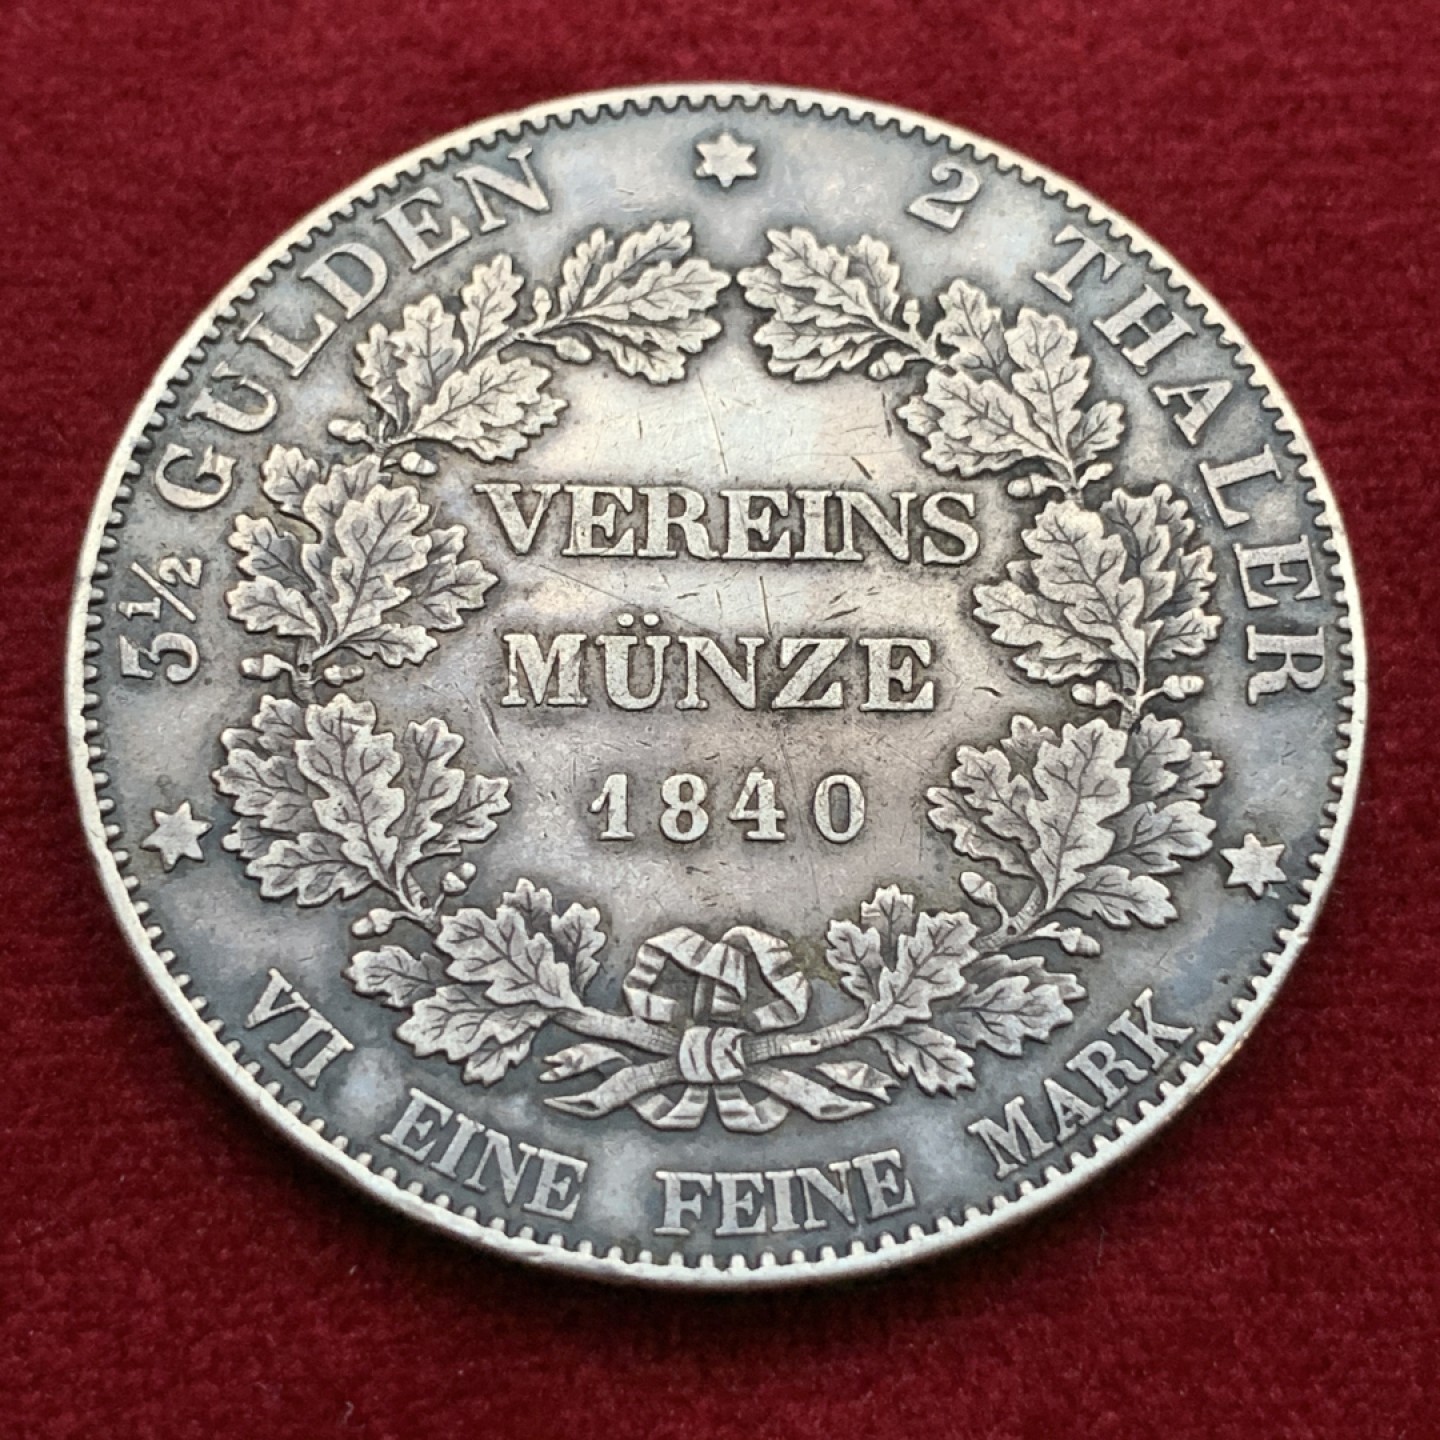 3½ GULDEN ✶ 2 THALER
VEREINS
MÜNZE
1840
VII EINE FEINE MARK